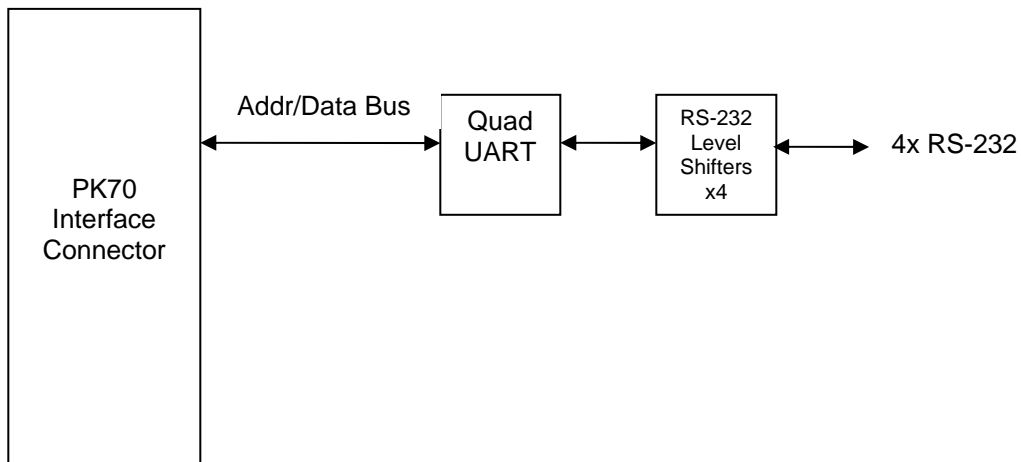 PK70
Interface
Connector
Addr/Data Bus
Quad
UART
RS-232
Level
Shifters
x4
4x RS-232